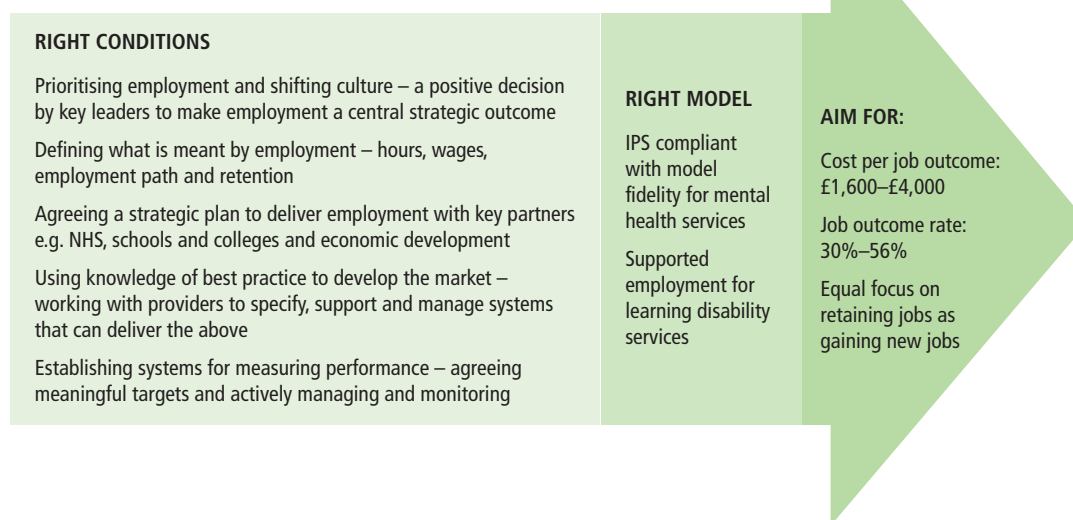 RIGHT CONDITIONS
Prioritising employment and shifting culture – a positive decision
by key leaders to make employment a central strategic outcome
Defining what is meant by employment – hours, wages,
employment path and retention
Agreeing a strategic plan to deliver employment with key partners
e.g. NHS, schools and colleges and economic development
Using knowledge of best practice to develop the market –
working with providers to specify, support and manage systems
that can deliver the above
Establishing systems for measuring performance – agreeing
meaningful targets and actively managing and monitoring
RIGHT MODEL
IPS compliant
with model
fidelity for mental
health services
Supported
employment for
learning disability
services
AIM FOR:
Cost per job outcome:
£1,600–£4,000
Job outcome rate:
30%–56%
Equal focus on
retaining jobs as
gaining new jobs